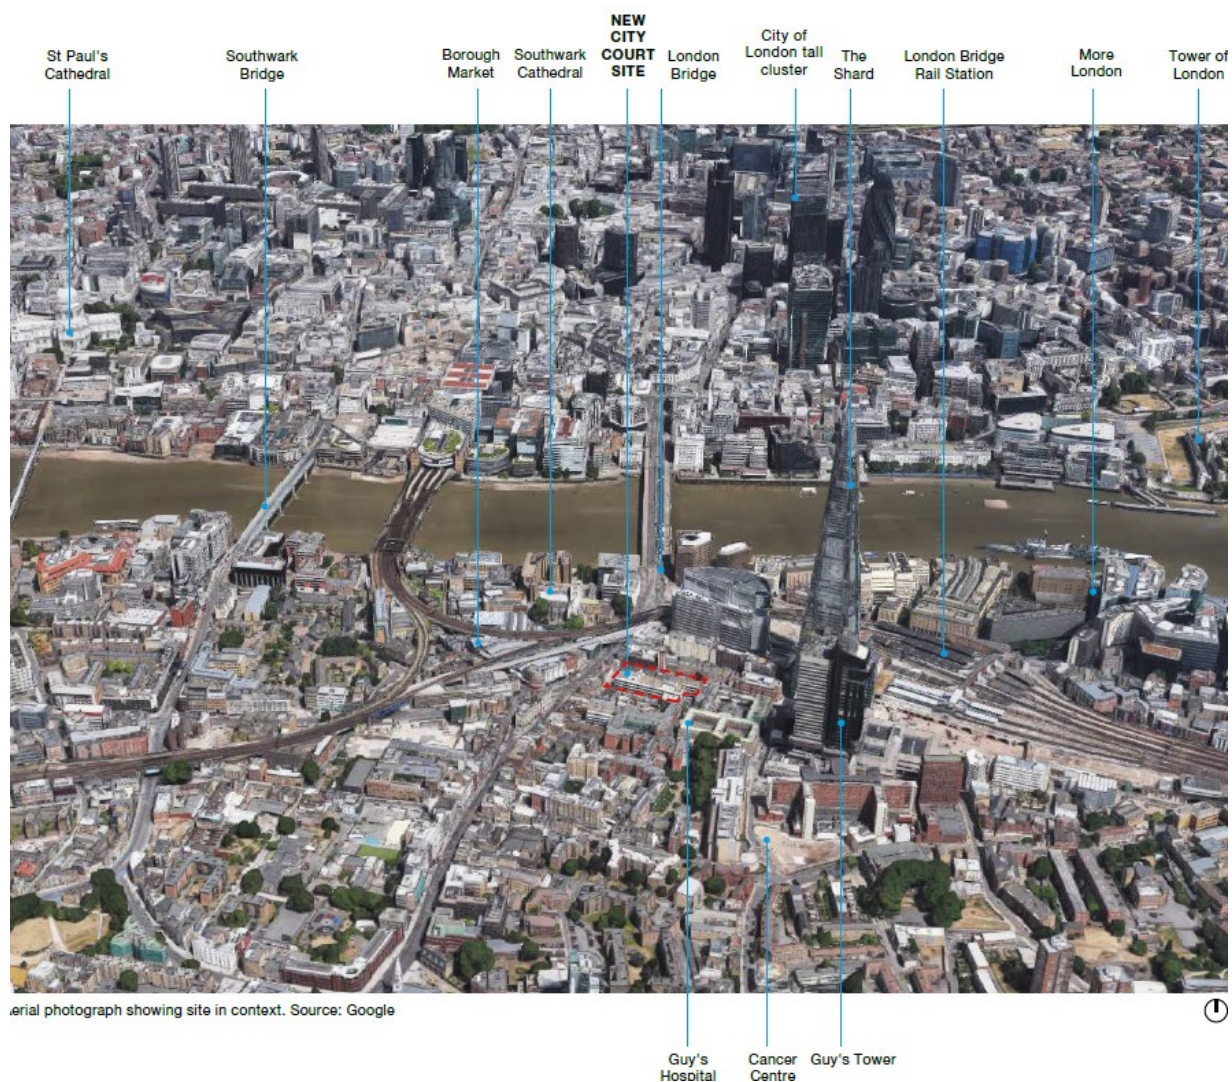 St Paul's
Cathedral
Southwark
Bridge
Borough
Market
Southwark
Cathedral
NEW
CITY
COURT
SITE
London
Bridge
City of
London tall
cluster
The
Shard
London Bridge
Rail Station
More
London
Tower of
London
erial photograph showing site in context. Source: Google
Guy's
Hospital
Cancer
Centre
Guy's Tower